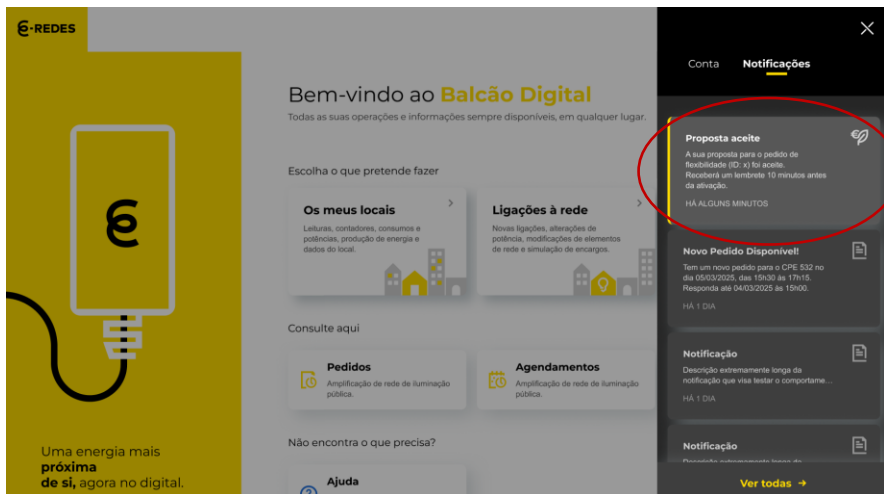 E-REDES
Conta Notificações
Bem-vindo ao Balcão Digital
Todas as suas operações e informações sempre disponíveis, em qualquer lugar.
Escolha o que pretende fazer
Os meus locais
Leituras, contadores, consumos e
potências, produção de energia e
dados do local.
Ligações à rede
Novas ligações, alterações de
potência, modificações de elementos
de rede e simulação de encargos.
Consulte aqui
Pedidos
Amplificação de rede de iluminação
pública.
Agendamentos
Amplificação de rede de iluminação
pública.
Não encontra o que precisa?
Ajuda
Uma energia mais
próxima
de si, agora no digital.
Proposta aceite
A sua proposta para o pedido de
flexibilidade (ID: x) foi aceite.
Receberá um lembrete 10 minutos antes
da ativação.
HÁ ALGUNS MINUTOS
Novo Pedido Disponível!
Tem um novo pedido para o CPE 532 no
dia 05/03/2025, das 15h30 às 17h15.
Responda até 04/03/2025 às 15h00.
HÁ 1 DIA
Notificação
Descrição extremamente longa da
notificação que visa testar o comportame...
HÁ 1 DIA
Notificação
Descrição extremamente longa da
Ver todas →